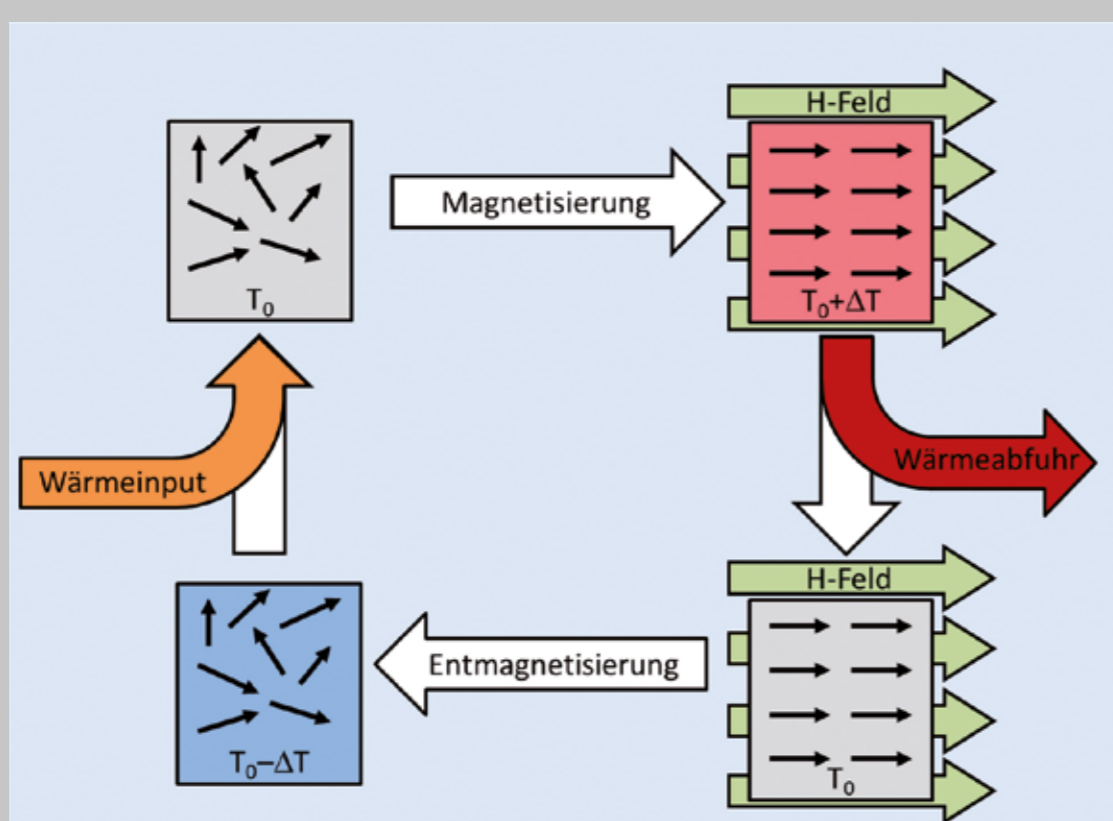 H-Feld
Magnetisierung
T₀
T₀+ΔT
Wärmeinput
Wärmeabfuhr
H-Feld
Entmagnetisierung
T₀−ΔT
T₀